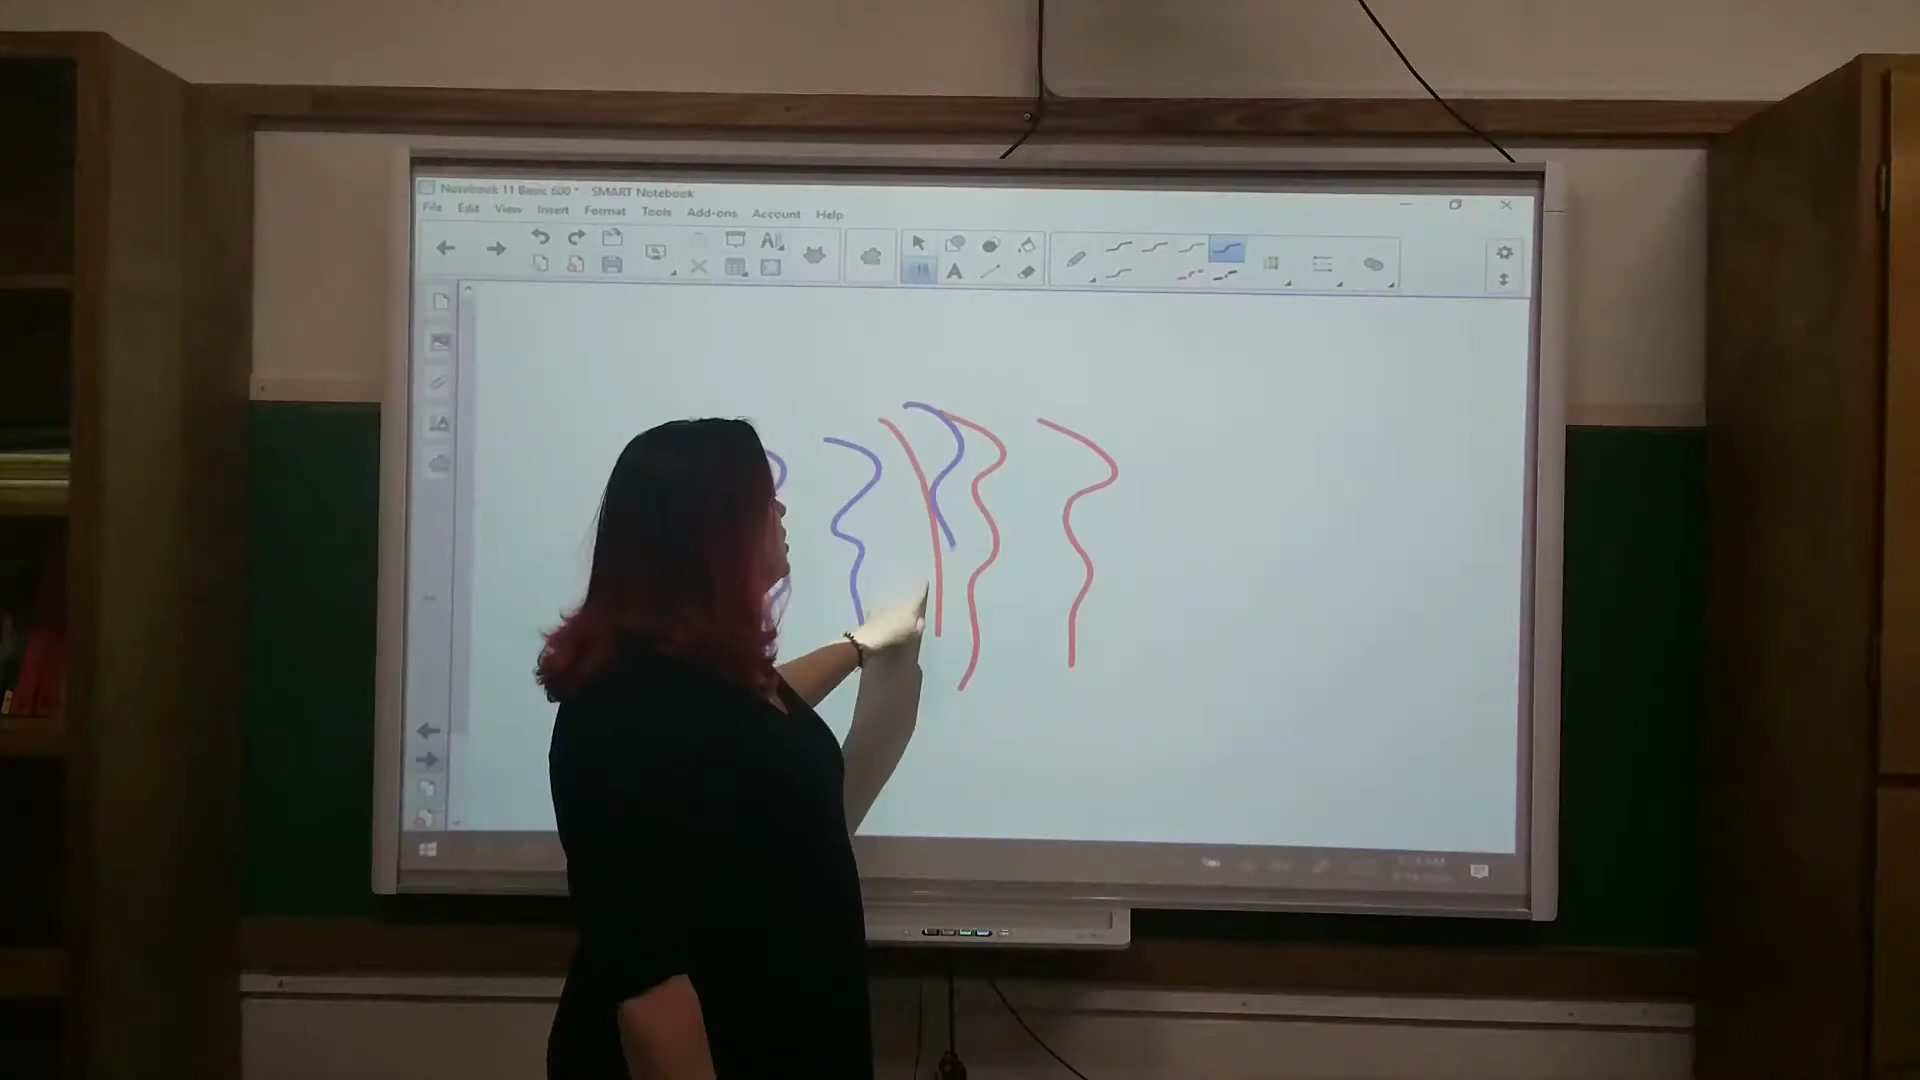 Notebook 11 Basic 600 * - SMART Notebook
File Edit View Insert Format Tools Add-ons Account Help